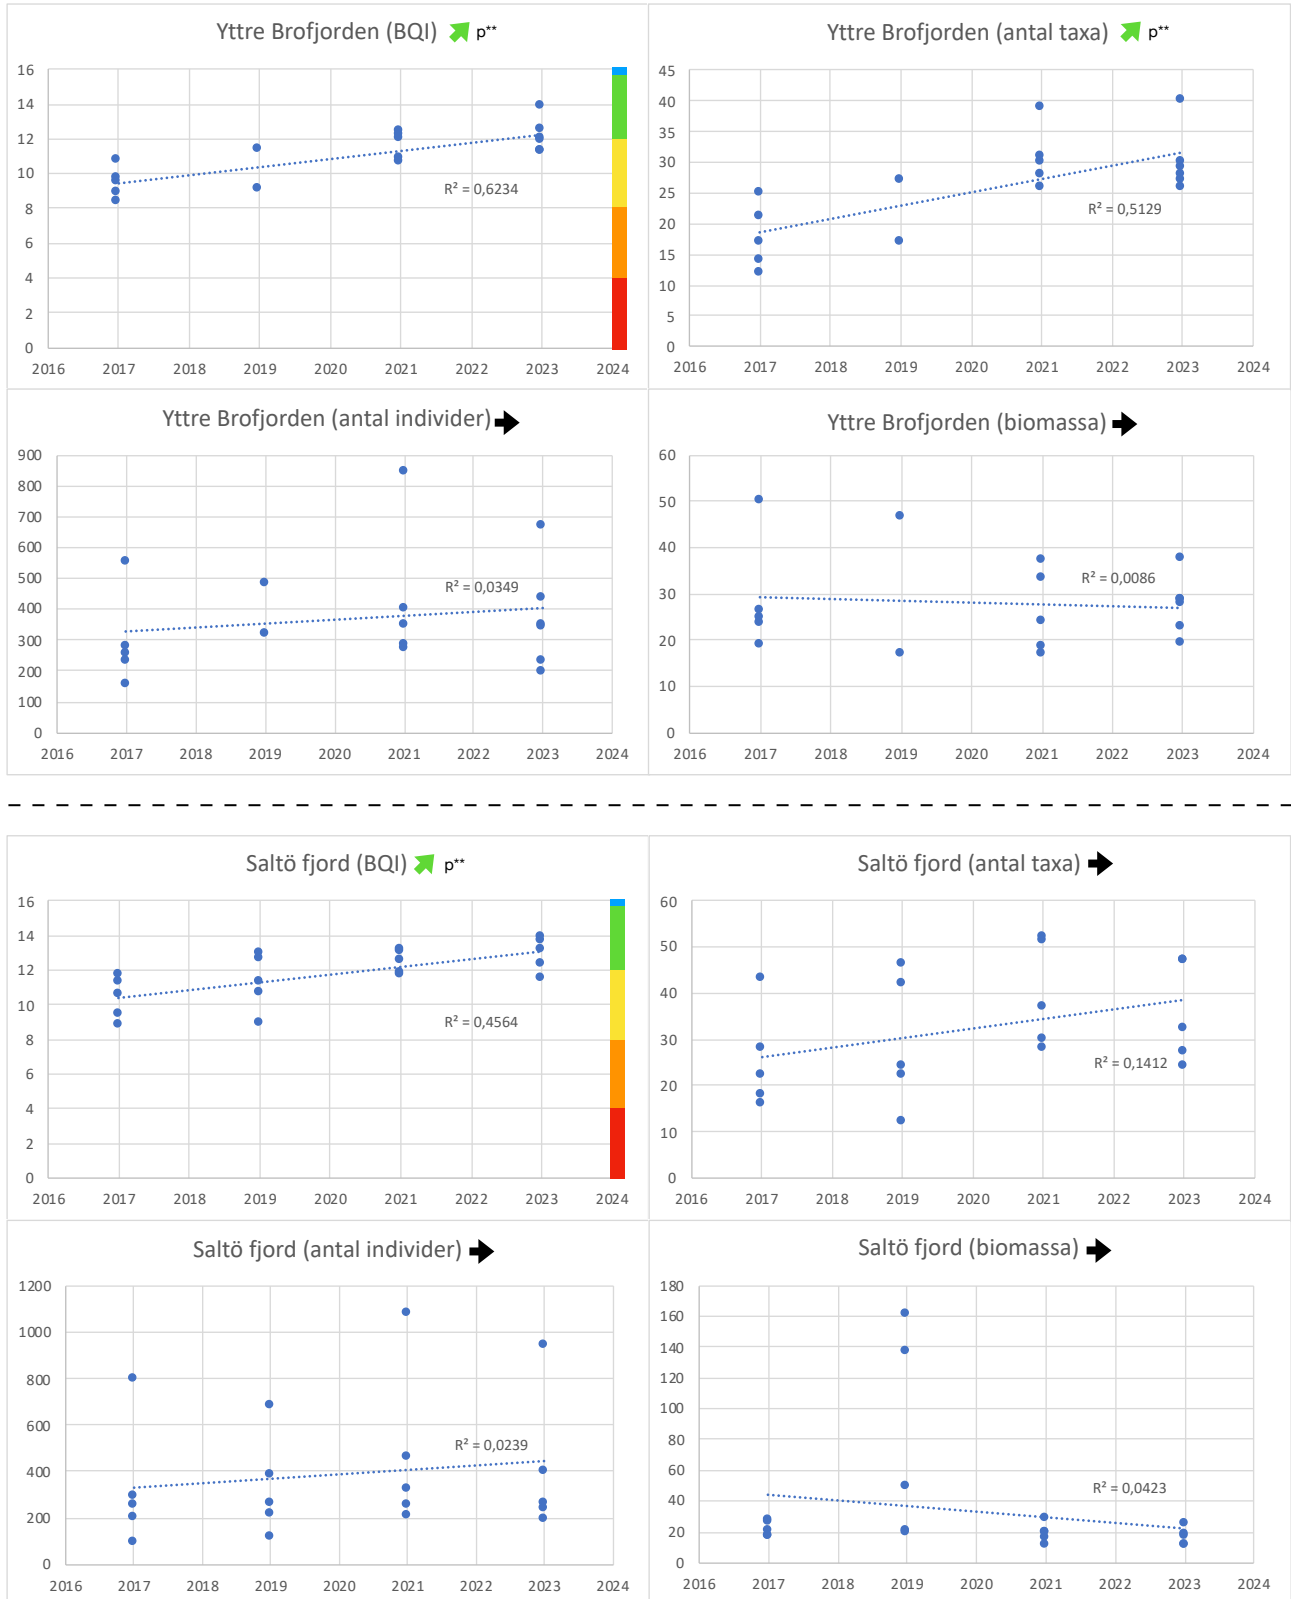 Yttre Brofjorden (BQI) p**
16
14
12
10
8
6
4
2
0
R² = 0,6234
2016 2017 2018 2019 2020 2021 2022 2023 2024
Yttre Brofjorden (antal taxa) p**
45
40
35
30
25
20
15
10
5
0
R² = 0,5129
2016 2017 2018 2019 2020 2021 2022 2023 2024
Yttre Brofjorden (antal individer)
900
800
700
600
500
400
300
200
100
0
R² = 0,0349
2016 2017 2018 2019 2020 2021 2022 2023 2024
Yttre Brofjorden (biomassa)
60
50
40
30
20
10
0
R² = 0,0086
2016 2017 2018 2019 2020 2021 2022 2023 2024
Saltö fjord (BQI) p**
16
14
12
10
8
6
4
2
0
R² = 0,4564
2016 2017 2018 2019 2020 2021 2022 2023 2024
Saltö fjord (antal taxa)
60
50
40
30
20
10
0
R² = 0,1412
2016 2017 2018 2019 2020 2021 2022 2023 2024
Saltö fjord (antal individer)
1200
1000
800
600
400
200
0
R² = 0,0239
2016 2017 2018 2019 2020 2021 2022 2023 2024
Saltö fjord (biomassa)
180
160
140
120
100
80
60
40
20
0
R² = 0,0423
2016 2017 2018 2019 2020 2021 2022 2023 2024